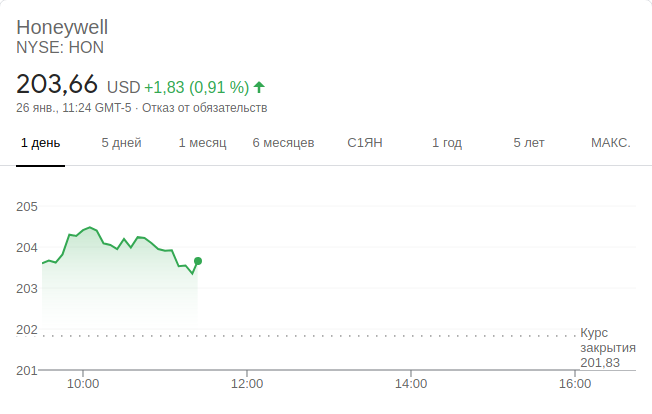 Honeywell
NYSE: HON
203,66 USD +1,83 (0,91 %)
26 янв., 11:24 GMT-5 · Отказ от обязательств
1 день 5 дней 1 месяц 6 месяцев С1ЯН 1 год 5 лет МАКС.
205
204
203
202
Курс
закрытия
201,83
201
10:00 12:00 14:00 16:00